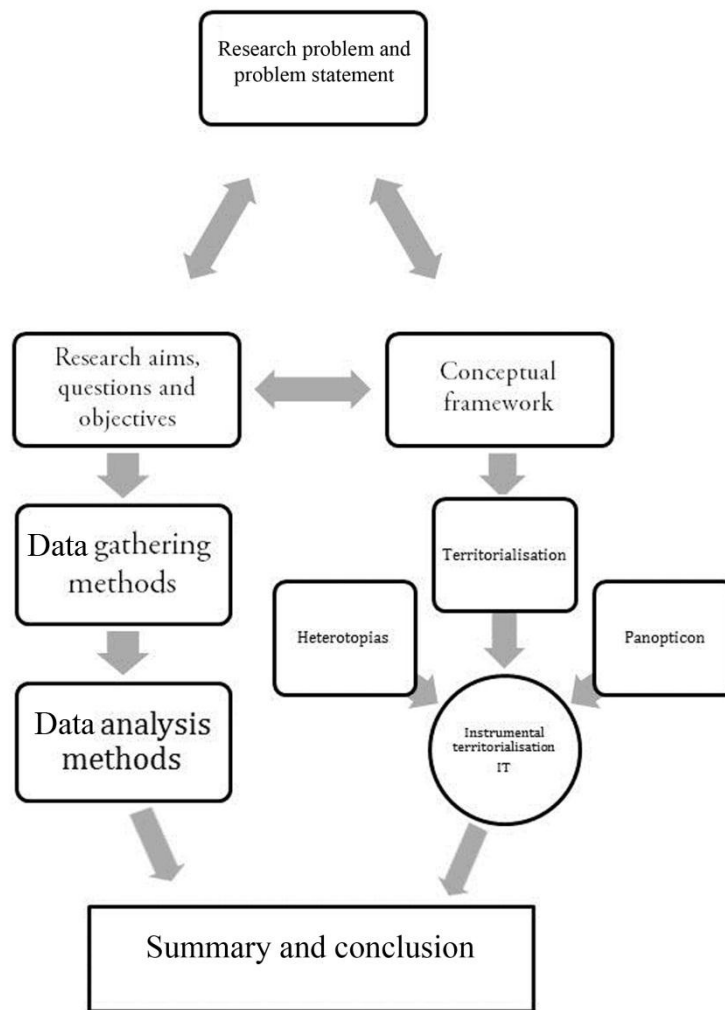 Research problem and
problem statement
Research aims,
questions and
objectives
Conceptual
framework
Data gathering
methods
Territorialisation
Heterotopias
Panopticon
Data analysis
methods
Instrumental
territorialisation
IT
Summary and conclusion